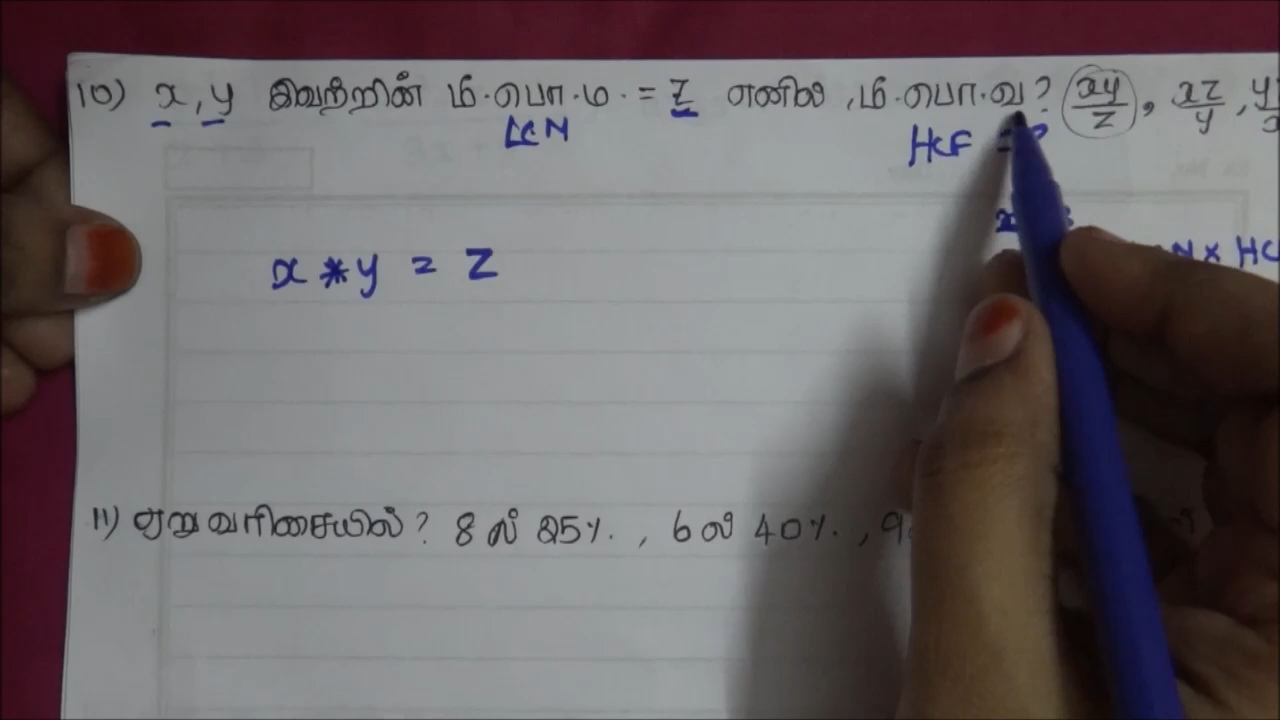 10) x, y இவற்றின் மீ.பொ.ம. = z எனில், மீ.பொ.வ? xy/z, xz/y,
LCM HCF =
x * y = z
11) ஏறுவரிசையில்? 8ல் 25%., 6ல் 40%.,